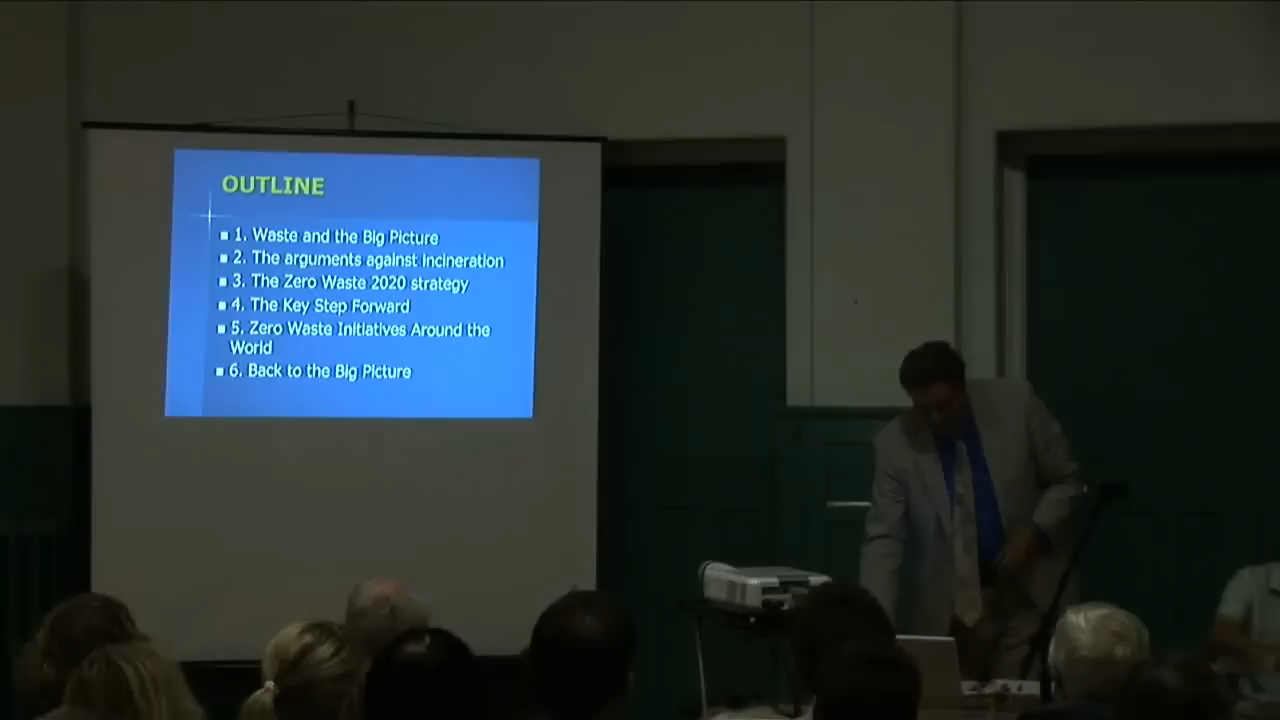 OUTLINE
1. Waste and the Big Picture
2. The arguments against incineration
3. The Zero Waste 2020 strategy
4. The Key Step Forward
5. Zero Waste Initiatives Around the
World
6. Back to the Big Picture